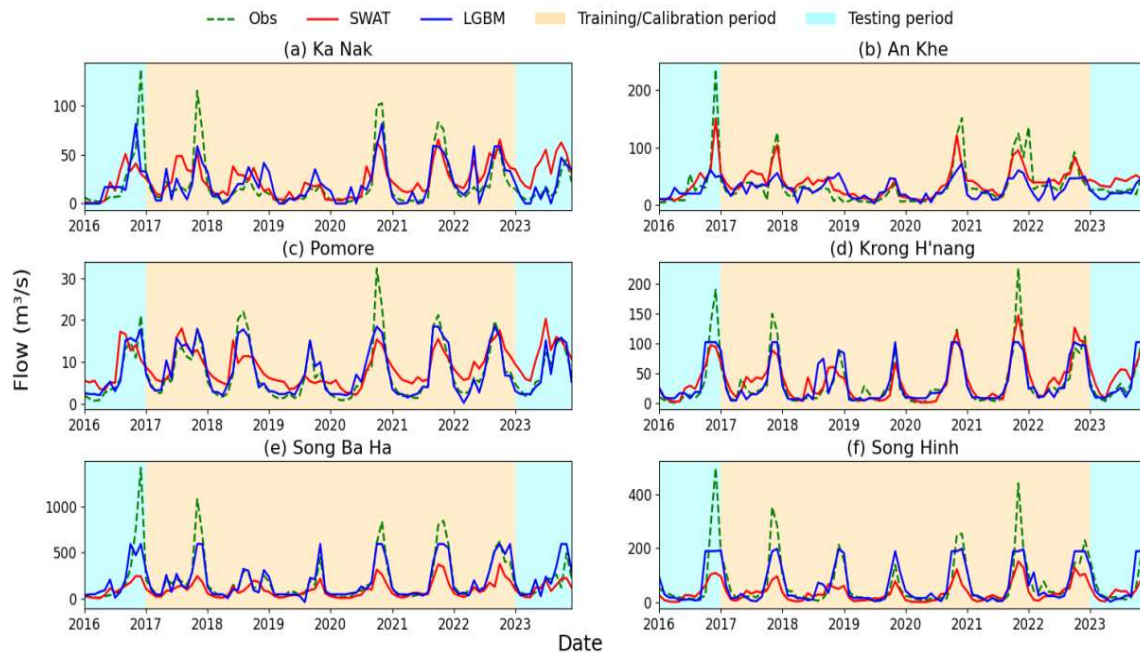 Obs SWAT LGBM Training/Calibration period Testing period
(a) Ka Nak
100
50
0
2016 2017 2018 2019 2020 2021 2022 2023
(b) An Khe
200
100
0
2016 2017 2018 2019 2020 2021 2022 2023
(c) Pomore
30
20
10
0
2016 2017 2018 2019 2020 2021 2022 2023
(d) Krong H'nang
200
150
100
50
0
2016 2017 2018 2019 2020 2021 2022 2023
(e) Song Ba Ha
1000
500
0
2016 2017 2018 2019 2020 2021 2022 2023
(f) Song Hinh
400
200
0
2016 2017 2018 2019 2020 2021 2022 2023
Flow (m³/s)
Date